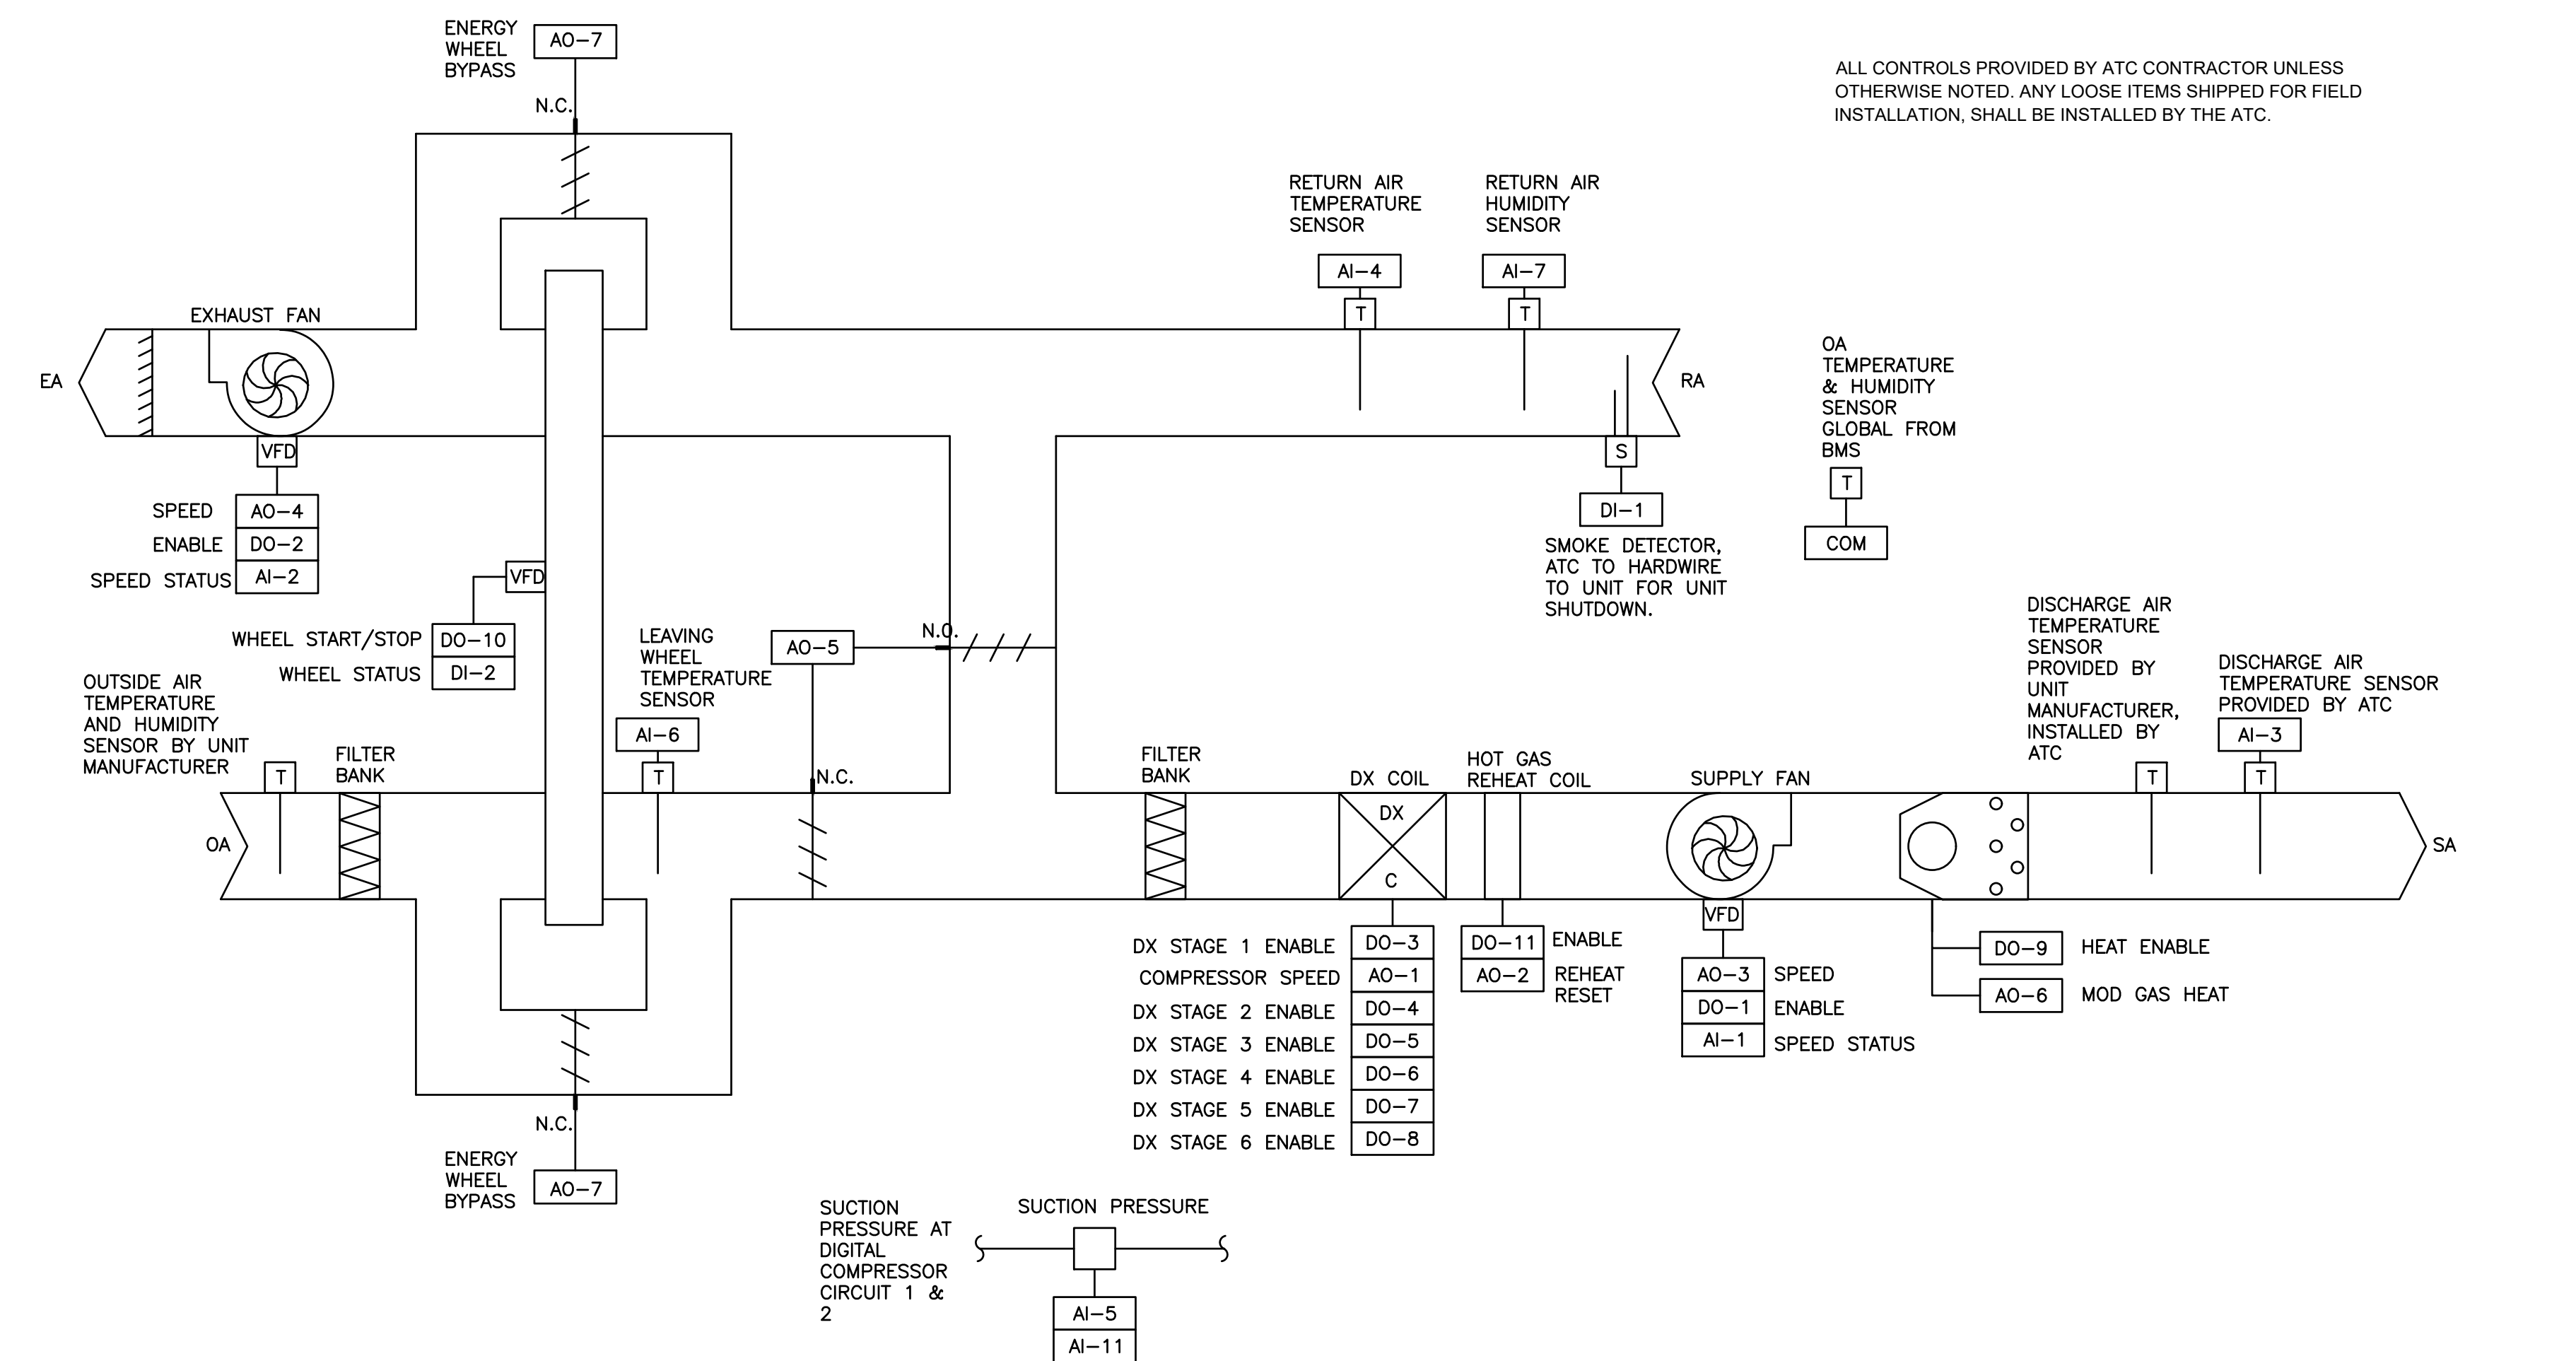 ENERGY
WHEEL
BYPASS
AO-7
N.C.
ALL CONTROLS PROVIDED BY ATC CONTRACTOR UNLESS
OTHERWISE NOTED. ANY LOOSE ITEMS SHIPPED FOR FIELD
INSTALLATION, SHALL BE INSTALLED BY THE ATC.
RETURN AIR
TEMPERATURE
SENSOR
AI-4
T
RETURN AIR
HUMIDITY
SENSOR
AI-7
T
EXHAUST FAN
EA
VFD
SPEED
AO-4
ENABLE
DO-2
SPEED STATUS
AI-2
RA
S
DI-1
SMOKE DETECTOR,
ATC TO HARDWIRE
TO UNIT FOR UNIT
SHUTDOWN.
OA
TEMPERATURE
& HUMIDITY
SENSOR
GLOBAL FROM
BMS
T
COM
VFD
WHEEL START/STOP
DO-10
WHEEL STATUS
DI-2
LEAVING
WHEEL
TEMPERATURE
SENSOR
AI-6
T
AO-5
N.O.
N.C.
OUTSIDE AIR
TEMPERATURE
AND HUMIDITY
SENSOR BY UNIT
MANUFACTURER
T
FILTER
BANK
OA
FILTER
BANK
DX COIL
DX
C
HOT GAS
REHEAT COIL
SUPPLY FAN
DISCHARGE AIR
TEMPERATURE
SENSOR
PROVIDED BY
UNIT
MANUFACTURER,
INSTALLED BY
ATC
T
DISCHARGE AIR
TEMPERATURE SENSOR
PROVIDED BY ATC
AI-3
T
SA
DX STAGE 1 ENABLE
DO-3
COMPRESSOR SPEED
AO-1
DX STAGE 2 ENABLE
DO-4
DX STAGE 3 ENABLE
DO-5
DX STAGE 4 ENABLE
DO-6
DX STAGE 5 ENABLE
DO-7
DX STAGE 6 ENABLE
DO-8
DO-11
ENABLE
AO-2
REHEAT
RESET
VFD
AO-3
SPEED
DO-1
ENABLE
AI-1
SPEED STATUS
DO-9
HEAT ENABLE
AO-6
MOD GAS HEAT
N.C.
ENERGY
WHEEL
BYPASS
AO-7
SUCTION
PRESSURE AT
DIGITAL
COMPRESSOR
CIRCUIT 1 &
2
SUCTION PRESSURE
AI-5
AI-11